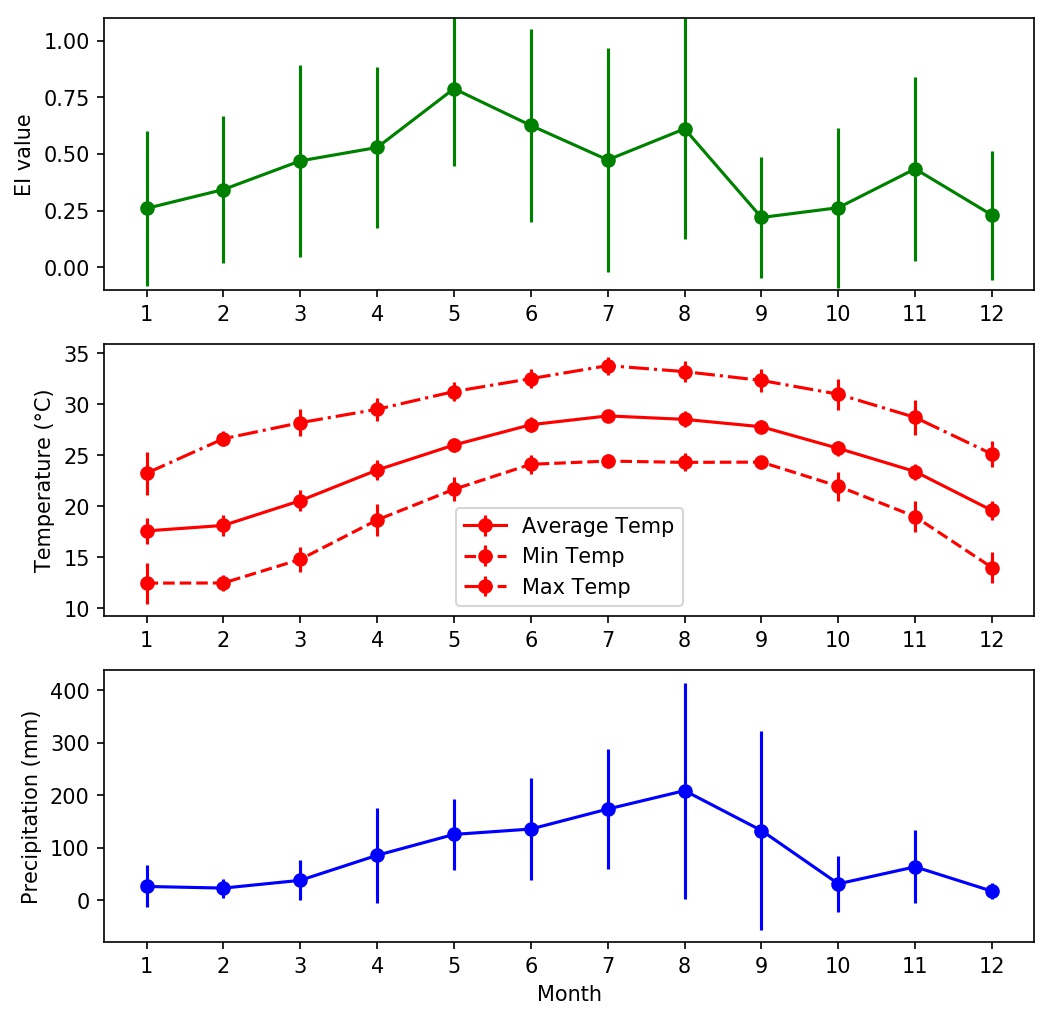 EI value
1.00
0.75
0.50
0.25
0.00
1 2 3 4 5 6 7 8 9 10 11 12
Temperature (°C)
35
30
25
20
15
10
Average Temp
Min Temp
Max Temp
1 2 3 4 5 6 7 8 9 10 11 12
Precipitation (mm)
400
300
200
100
0
1 2 3 4 5 6 7 8 9 10 11 12
Month